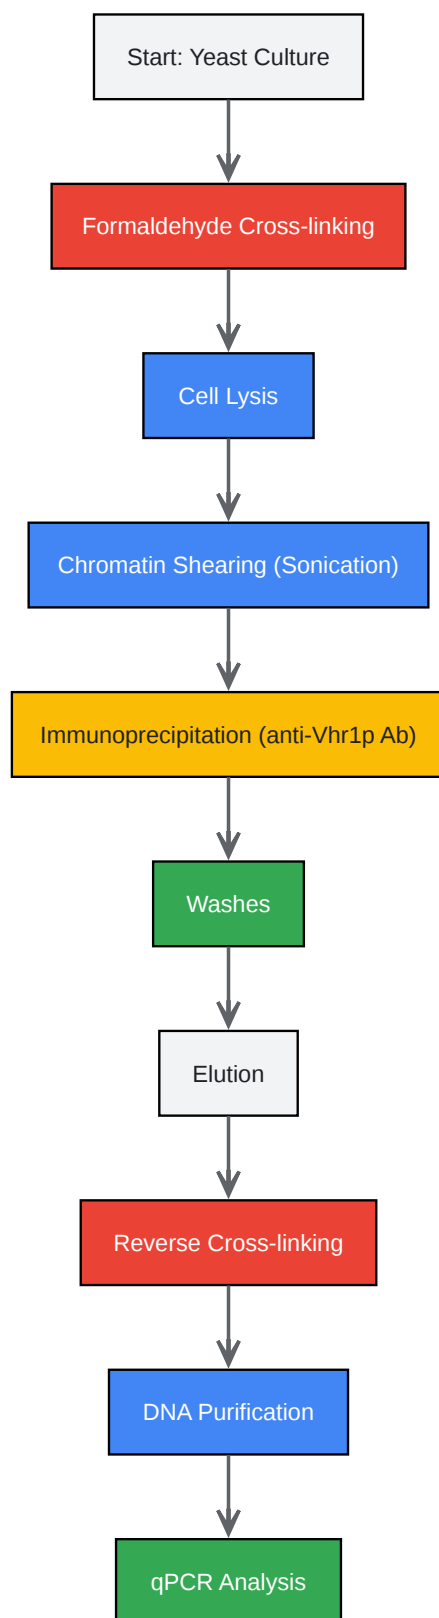 Start: Yeast Culture
Formaldehyde Cross-linking
Cell Lysis
Chromatin Shearing (Sonication)
Immunoprecipitation (anti-Vhr1p Ab)
Washes
Elution
Reverse Cross-linking
DNA Purification
qPCR Analysis